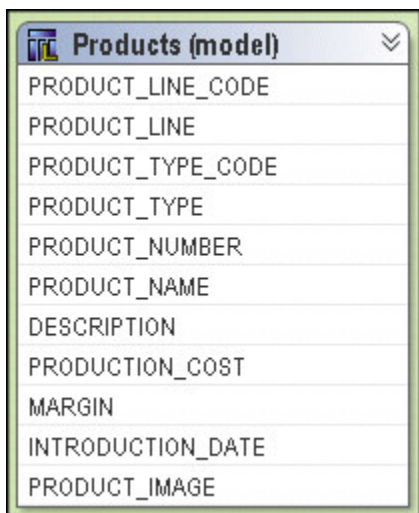 Products (model)
PRODUCT_LINE_CODE
PRODUCT_LINE
PRODUCT_TYPE_CODE
PRODUCT_TYPE
PRODUCT_NUMBER
PRODUCT_NAME
DESCRIPTION
PRODUCTION_COST
MARGIN
INTRODUCTION_DATE
PRODUCT_IMAGE